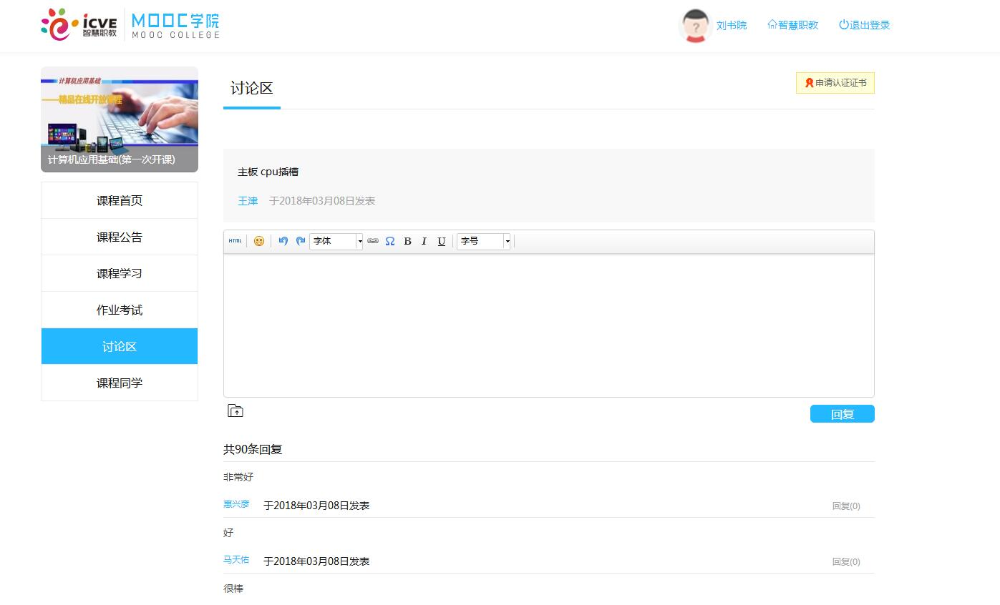 icve
智慧职教
MOOC学院
MOOC COLLEGE
刘书院
智慧职教
退出登录
计算机应用基础
——精品在线开放课程
计算机应用基础(第一次开课)
课程首页
课程公告
课程学习
作业考试
讨论区
课程同学
讨论区
申请认证证书
主板 cpu插槽
王津 于2018年03月08日发表
HTML 字体 B I U 字号
回复
共90条回复
非常好
惠兴彦 于2018年03月08日发表 回复(0)
好
马天佑 于2018年03月08日发表 回复(0)
很棒